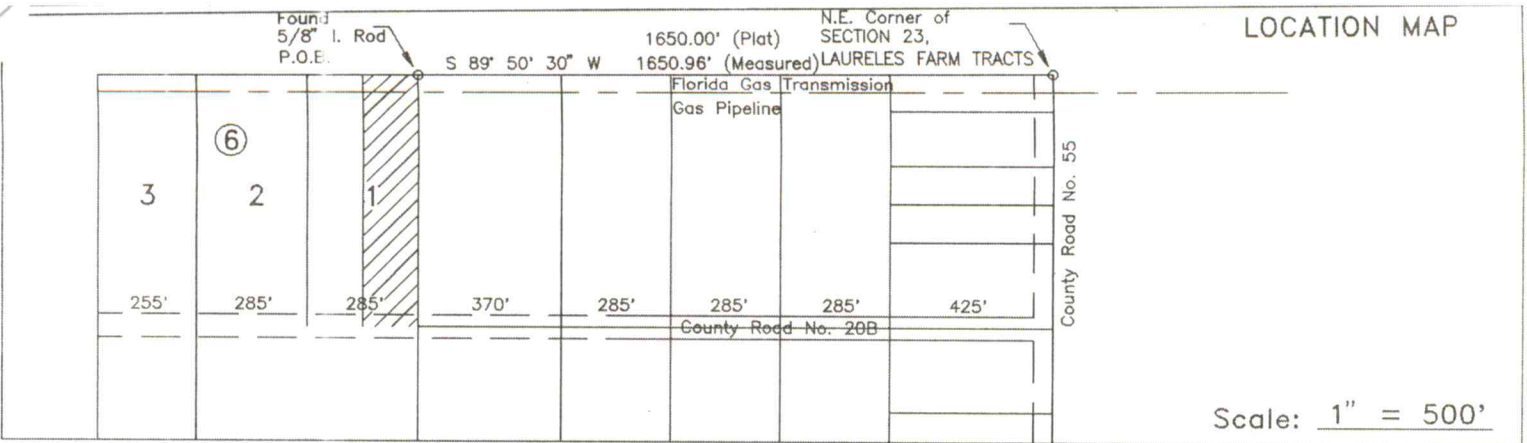 LOCATION MAP
Found
5/8" I. Rod
P.O.B.
S 89° 50' 30" W
1650.00' (Plat)
1650.96' (Measured)
N.E. Corner of
SECTION 23,
LAURELES FARM TRACTS
Florida Gas Transmission
Gas Pipeline
6
3
2
1
County Road No. 55
255'
285'
285'
370'
285'
285'
285'
425'
County Road No. 20B
Scale: 1" = 500'